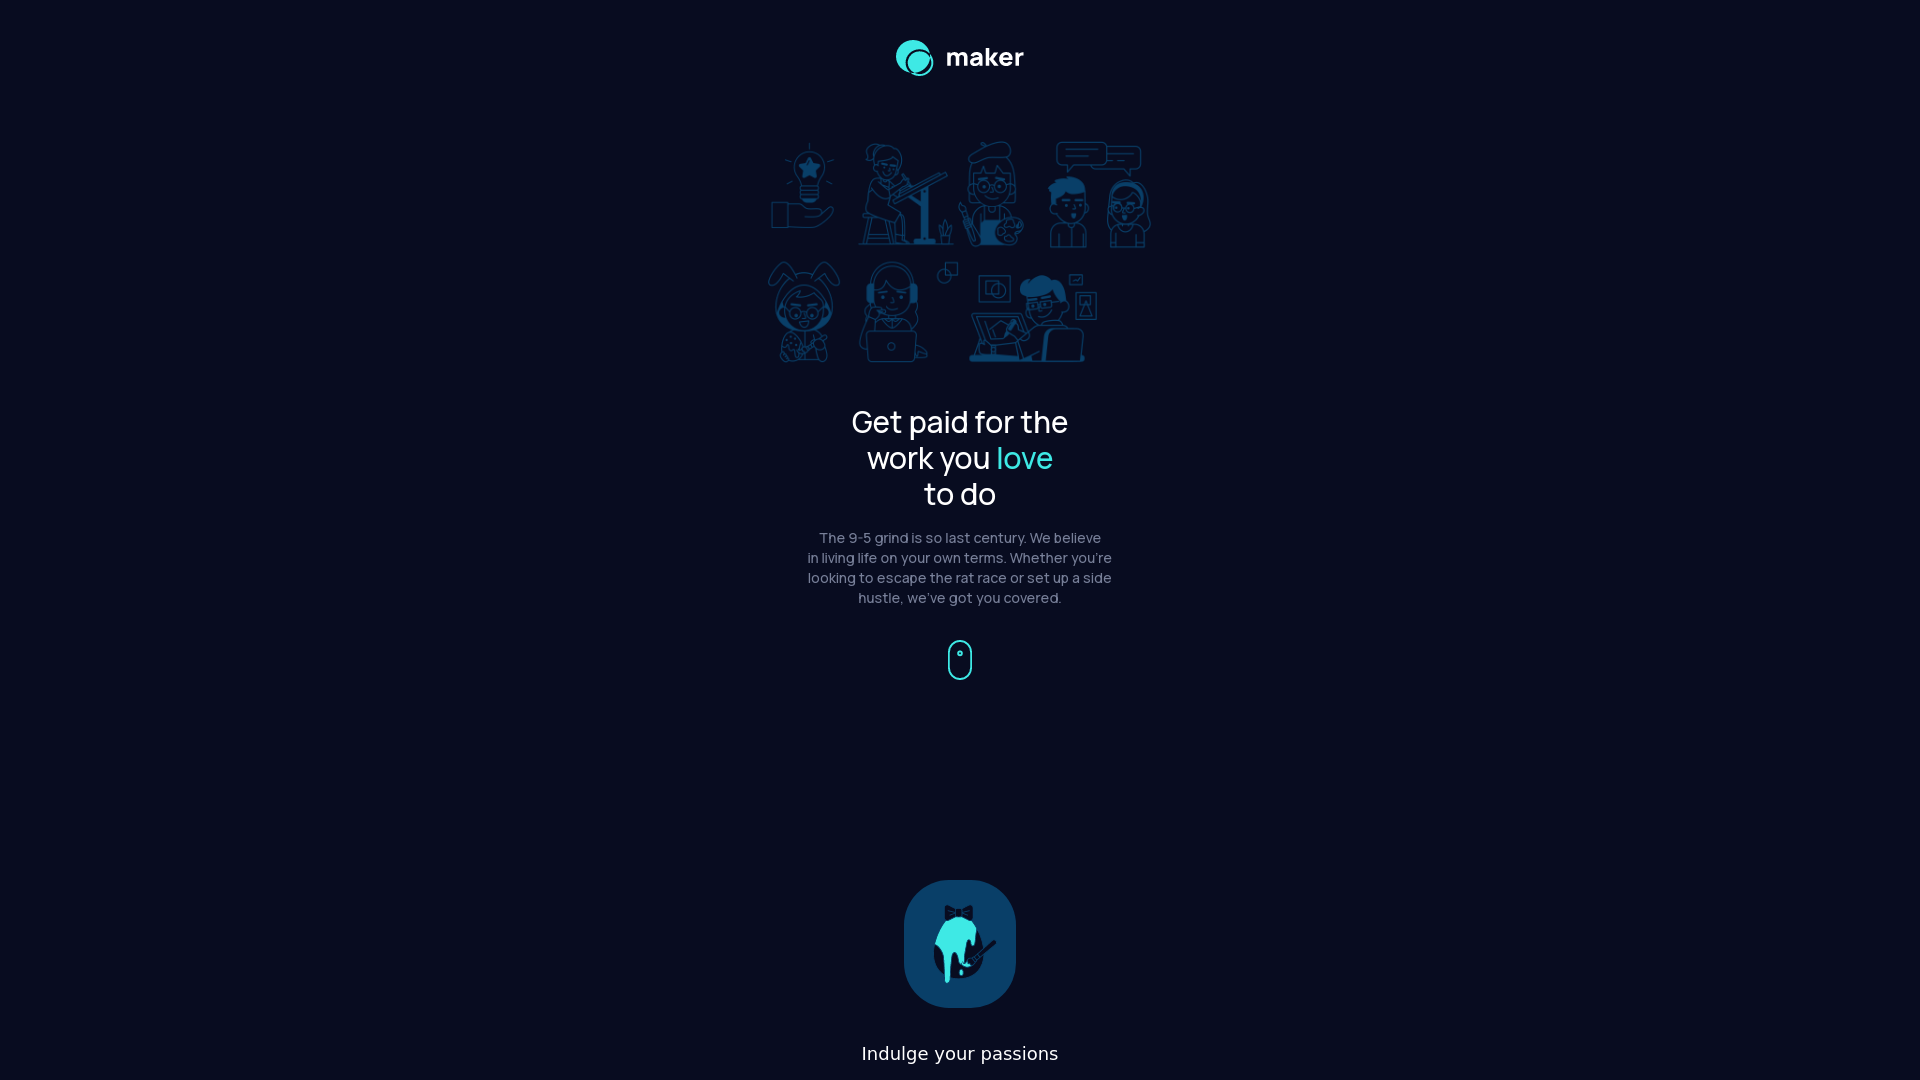 maker
Get paid for the
work you love
to do
The 9-5 grind is so last century. We believe
in living life on your own terms. Whether you’re
looking to escape the rat race or set up a side
hustle, we’ve got you covered.
Indulge your passions